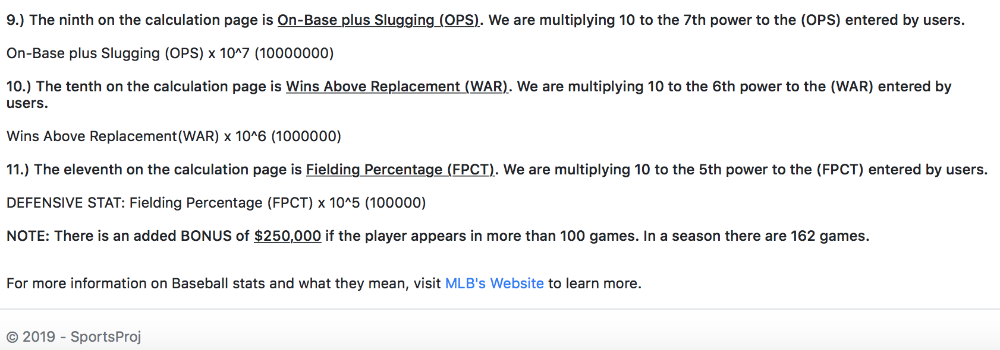 9.) The ninth on the calculation page is On-Base plus Slugging (OPS). We are multiplying 10 to the 7th power to the (OPS) entered by users.
On-Base plus Slugging (OPS) x 10^7 (10000000)
10.) The tenth on the calculation page is Wins Above Replacement (WAR). We are multiplying 10 to the 6th power to the (WAR) entered by
users.
Wins Above Replacement(WAR) x 10^6 (1000000)
11.) The eleventh on the calculation page is Fielding Percentage (FPCT). We are multiplying 10 to the 5th power to the (FPCT) entered by users.
DEFENSIVE STAT: Fielding Percentage (FPCT) x 10^5 (100000)
NOTE: There is an added BONUS of $250,000 if the player appears in more than 100 games. In a season there are 162 games.
For more information on Baseball stats and what they mean, visit MLB's Website to learn more.
© 2019 - SportsProj